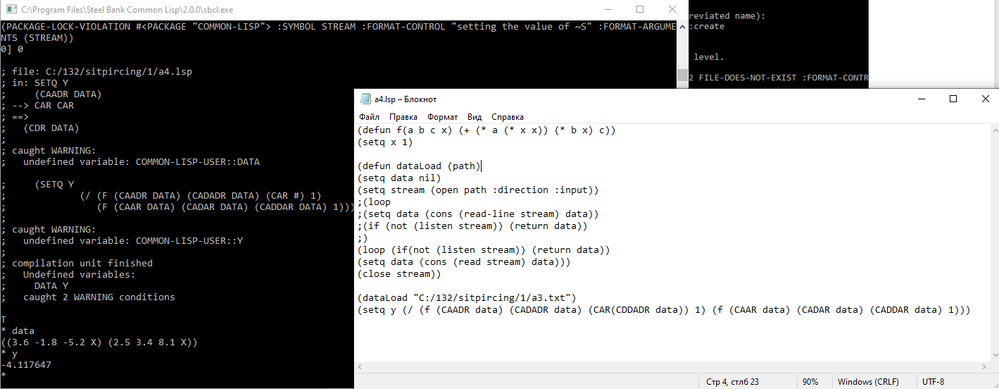 C:\Program Files\Steel Bank Common Lisp\2.0.0\sbcl.exe
(PACKAGE-LOCK-VIOLATION #<PACKAGE "COMMON-LISP"> :SYMBOL STREAM :FORMAT-CONTROL "setting the value of ~S" :FORMAT-ARGUME
NTS (STREAM))
0] 0
; file: C:/132/sitpircing/1/a4.lsp
; in: SETQ Y
;     (CAADR DATA)
; --> CAR CAR
; ==>
;   (CDR DATA)
;
; caught WARNING:
;   undefined variable: COMMON-LISP-USER::DATA
;     (SETQ Y
;             (/ (F (CAADR DATA) (CADADR DATA) (CAR #) 1)
;                (F (CAAR DATA) (CADAR DATA) (CADDAR DATA) 1)))
;
; caught WARNING:
;   undefined variable: COMMON-LISP-USER::Y
;
; compilation unit finished
;   Undefined variables:
;     DATA Y
;   caught 2 WARNING conditions
T
* data
((3.6 -1.8 -5.2 X) (2.5 3.4 8.1 X))
* y
-4.117647
*
reviated name):
:create
level.
2 FILE-DOES-NOT-EXIST :FORMAT-CONTR
a4.lsp – Блокнот
Файл Правка Формат Вид Справка
(defun f(a b c x) (+ (* a (* x x)) (* b x) c))
(setq x 1)
(defun dataLoad (path)
(setq data nil)
(setq stream (open path :direction :input))
;(loop
;(setq data (cons (read-line stream) data))
;(if (not (listen stream)) (return data))
;)
(loop (if(not (listen stream)) (return data))
(setq data (cons (read stream) data)))
(close stream))
(dataLoad "C:/132/sitpircing/1/a3.txt")
(setq y (/ (f (CAADR data) (CADADR data) (CAR(CDDADR data)) 1) (f (CAAR data) (CADAR data) (CADDAR data) 1)))
Стр 4, стлб 23 90% Windows (CRLF) UTF-8